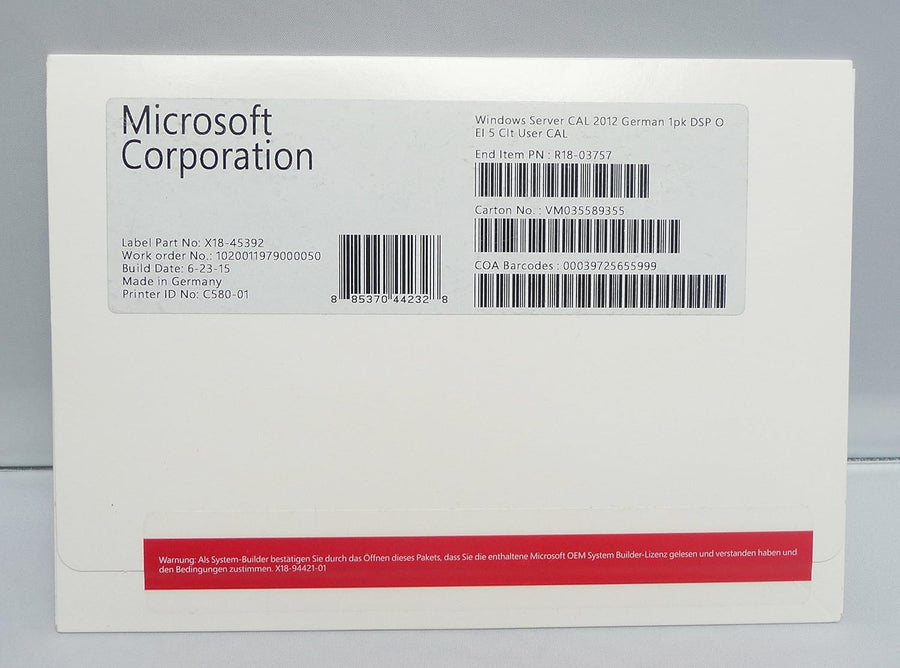 Microsoft
Corporation
Label Part No: X18-45392
Work order No.: 1020011979000050
Build Date: 6-23-15
Made in Germany
Printer ID No: C580-01
8 85370 44232 8
Windows Server CAL 2012 German 1pk DSP O
EI 5 Clt User CAL
End Item PN : R18-03757
Carton No. : VM035589355
COA Barcodes : 00039725655999
Warnung: Als System-Builder bestätigen Sie durch das Öffnen dieses Pakets, dass Sie die enthaltene Microsoft OEM System Builder-Lizenz gelesen und verstanden haben und
den Bedingungen zustimmen. X18-94421-01